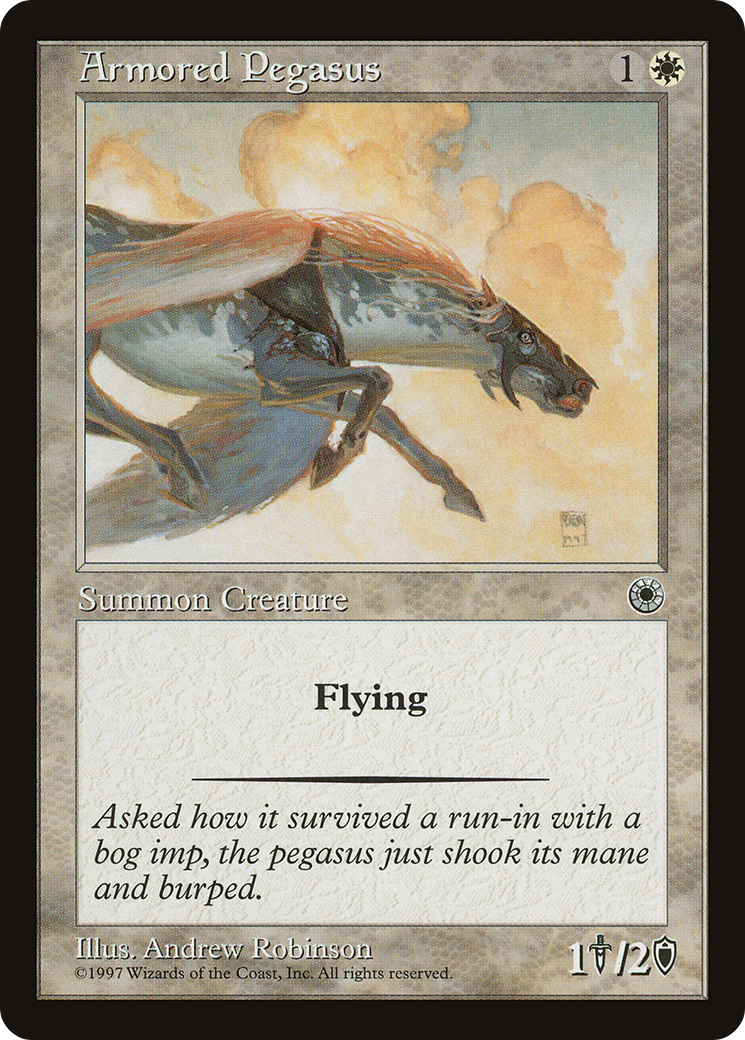 Armored Pegasus 1
Summon Creature
Flying
Asked how it survived a run-in with a
bog imp, the pegasus just shook its mane
and burped.
Illus. Andrew Robinson
©1997 Wizards of the Coast, Inc. All rights reserved.
1/2